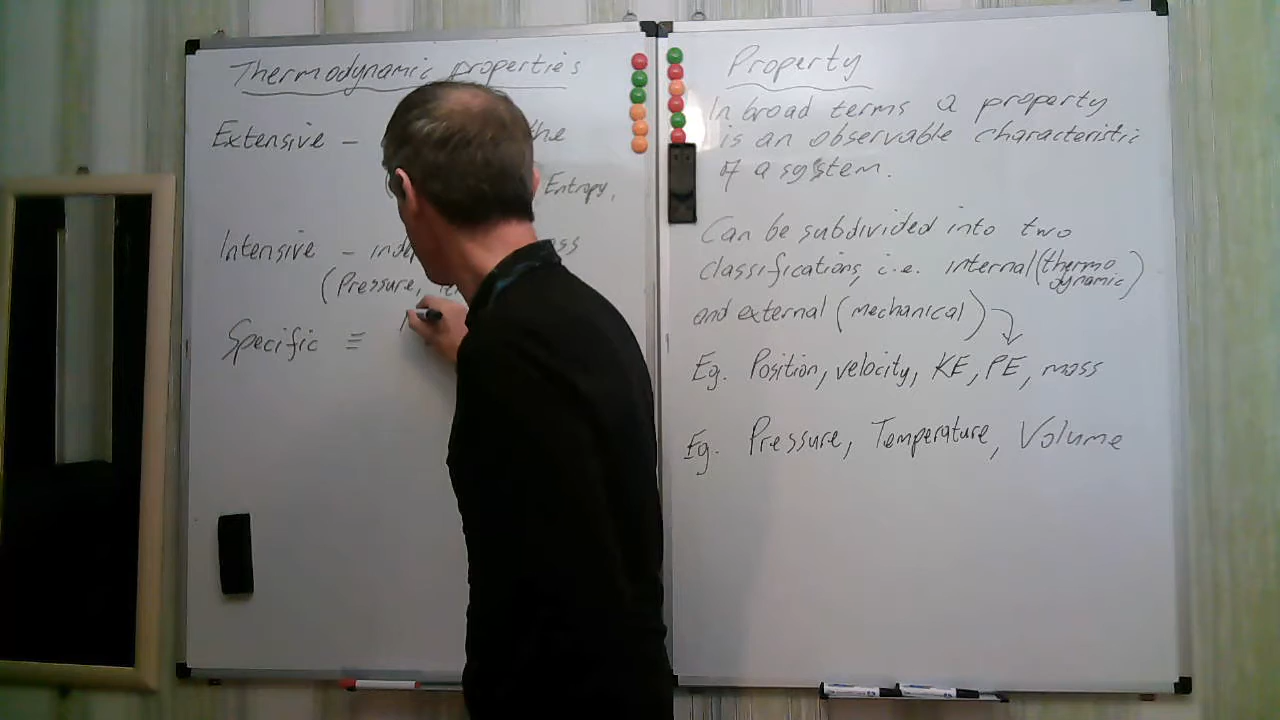 Thermodynamic properties
Extensive - the
Entropy,
Intensive -
(Pressure,
Specific ≡
Property
In broad terms a property
is an observable characteristic
of a system.
Can be subdivided into two
classifications, i.e. internal (thermo
dynamic)
and external (mechanical)
Eg. Position, velocity, KE, PE, mass
Eg. Pressure, Temperature, Volume